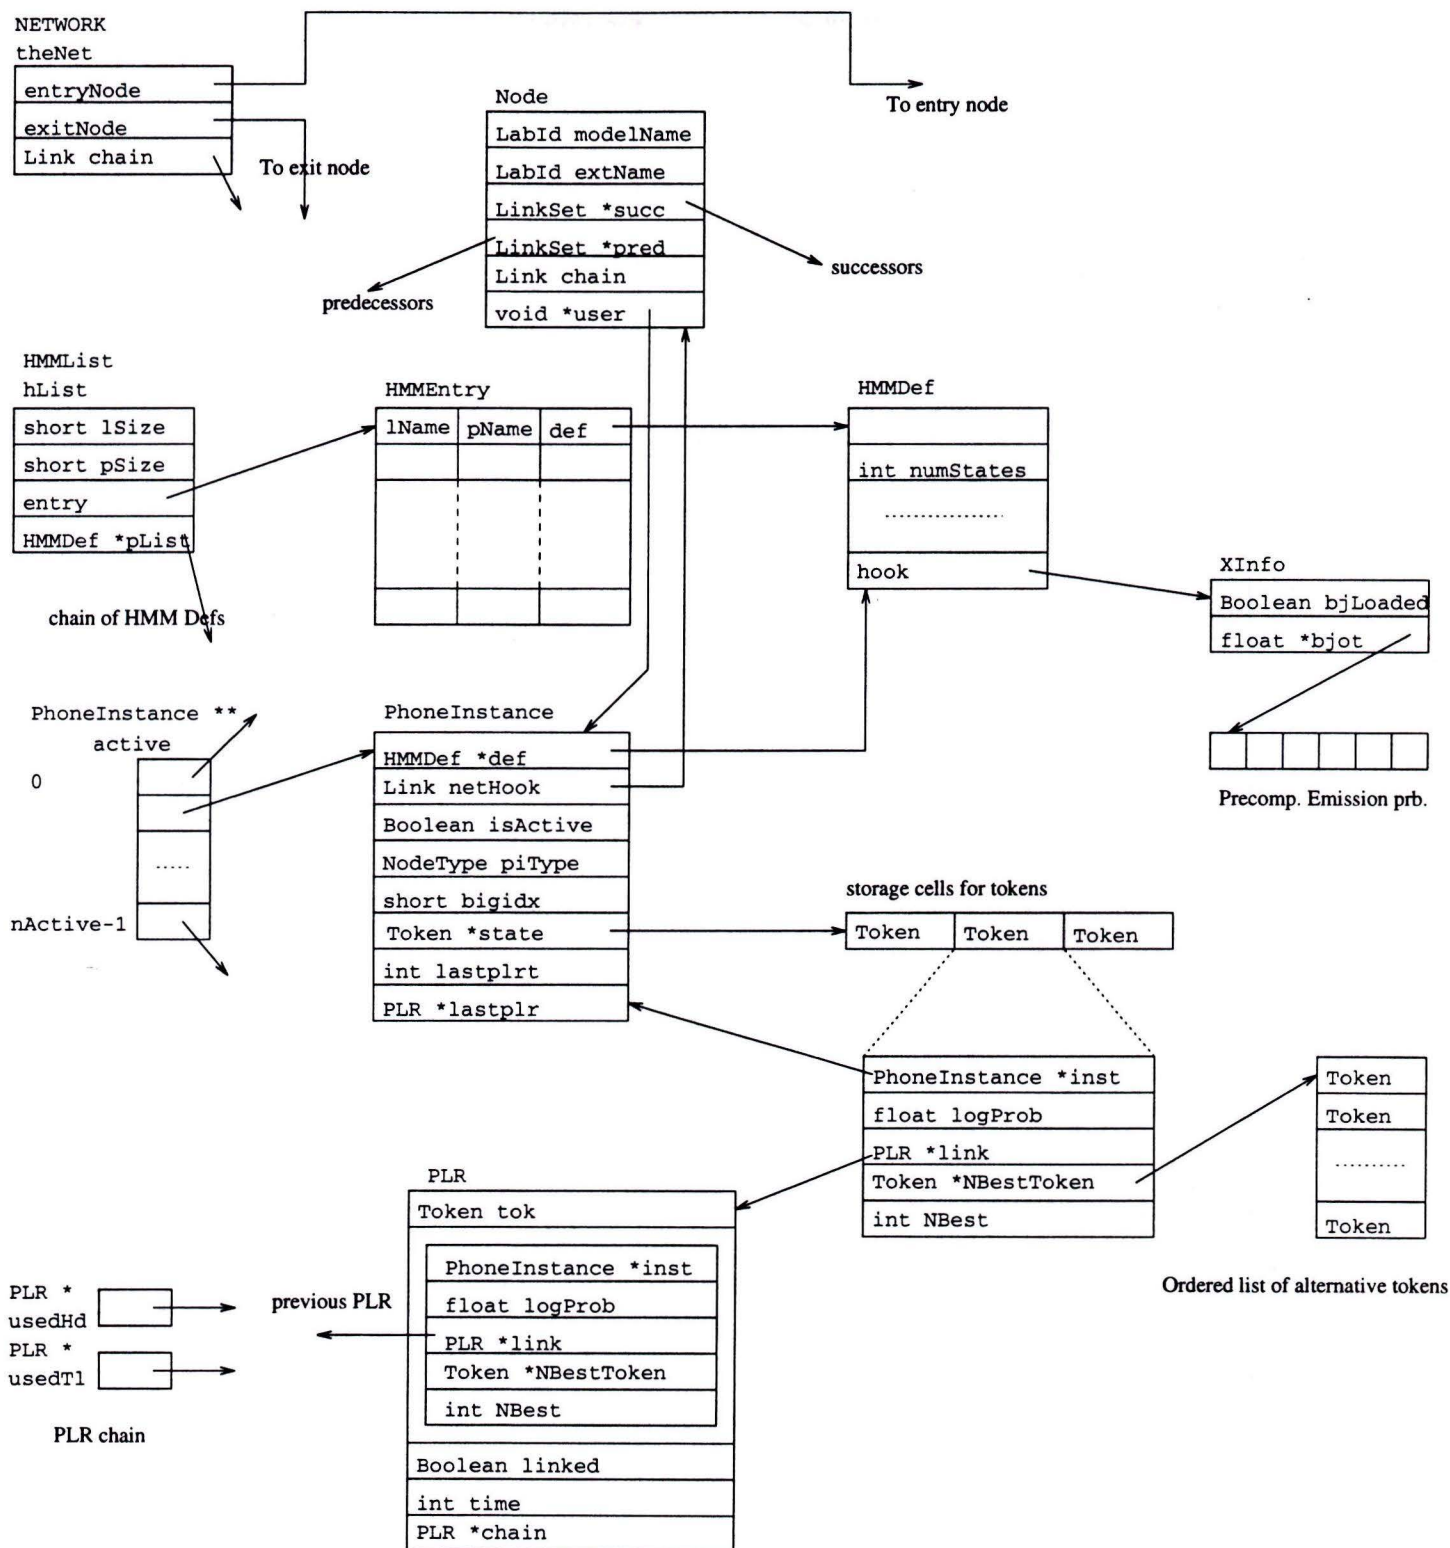 NETWORK
theNet
entryNode
exitNode
Link chain
To exit node
To entry node
Node
LabId modelName
LabId extName
LinkSet *succ
LinkSet *pred
Link chain
void *user
predecessors
successors
HMMList
hList
short lSize
short pSize
entry
HMMDef *pList
chain of HMM Defs
HMMEntry
lName pName def
HMMDef
int numStates
..................
hook
XInfo
Boolean bjLoaded
float *bjot
Precomp. Emission prb.
PhoneInstance **
active
0
.....
nActive-1
PhoneInstance
HMMDef *def
Link netHook
Boolean isActive
NodeType piType
short bigidx
Token *state
int lastplrt
PLR *lastplr
storage cells for tokens
Token Token Token
PhoneInstance *inst
float logProb
PLR *link
Token *NBestToken
int NBest
Token
Token
..........
Token
Ordered list of alternative tokens
PLR
Token tok
PhoneInstance *inst
float logProb
PLR *link
Token *NBestToken
int NBest
Boolean linked
int time
PLR *chain
previous PLR
PLR *
usedHd
PLR *
usedTl
PLR chain